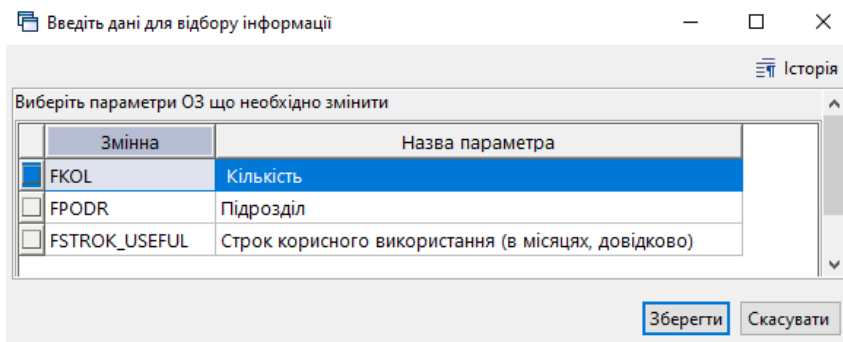 Введіть дані для відбору інформації
Історія
Виберіть параметри ОЗ що необхідно змінити
Змінна Назва параметра
FKOL Кількість
FPODR Підрозділ
FSTROK_USEFUL Строк корисного використання (в місяцях, довідково)
Зберегти Скасувати